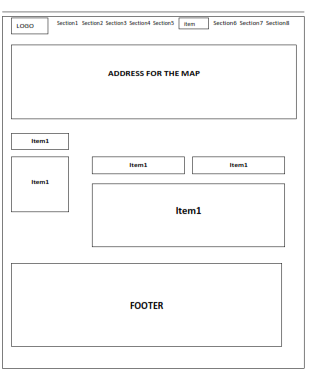 LOGO Section1 Section2 Section3 Section4 Section5 Item Section6 Section7 Section8
ADDRESS FOR THE MAP
Item1
Item1
Item1 Item1
Item1
FOOTER